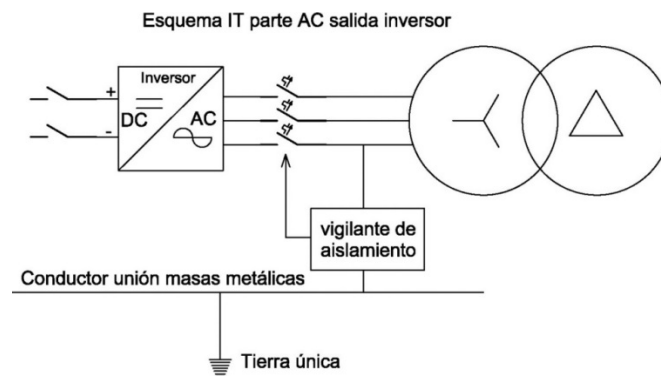 Esquema IT parte AC salida inversor
Inversor
+
DC
AC
-
vigilante de
aislamiento
Conductor unión masas metálicas
Tierra única